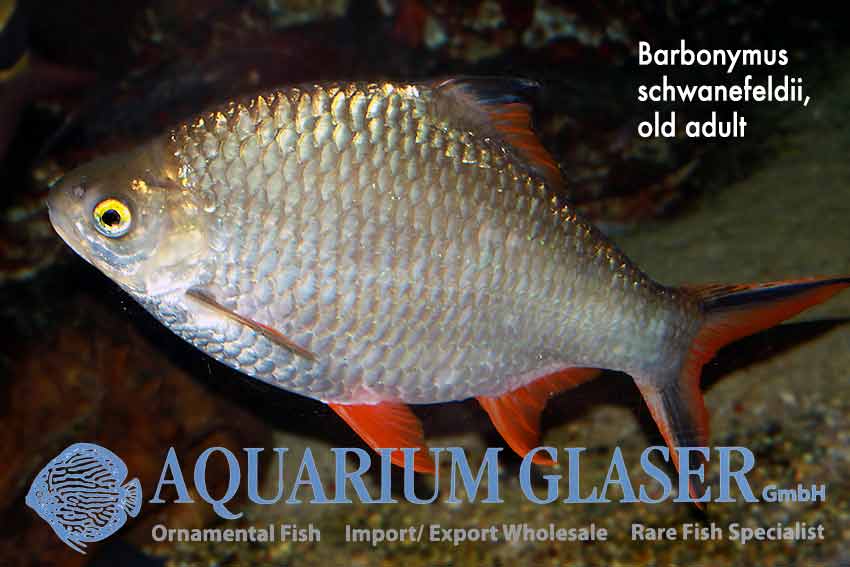 Barbonymus
schwanefeldii,
old adult
AQUARIUM GLASER GmbH
Ornamental Fish Import/ Export Wholesale Rare Fish Specialist